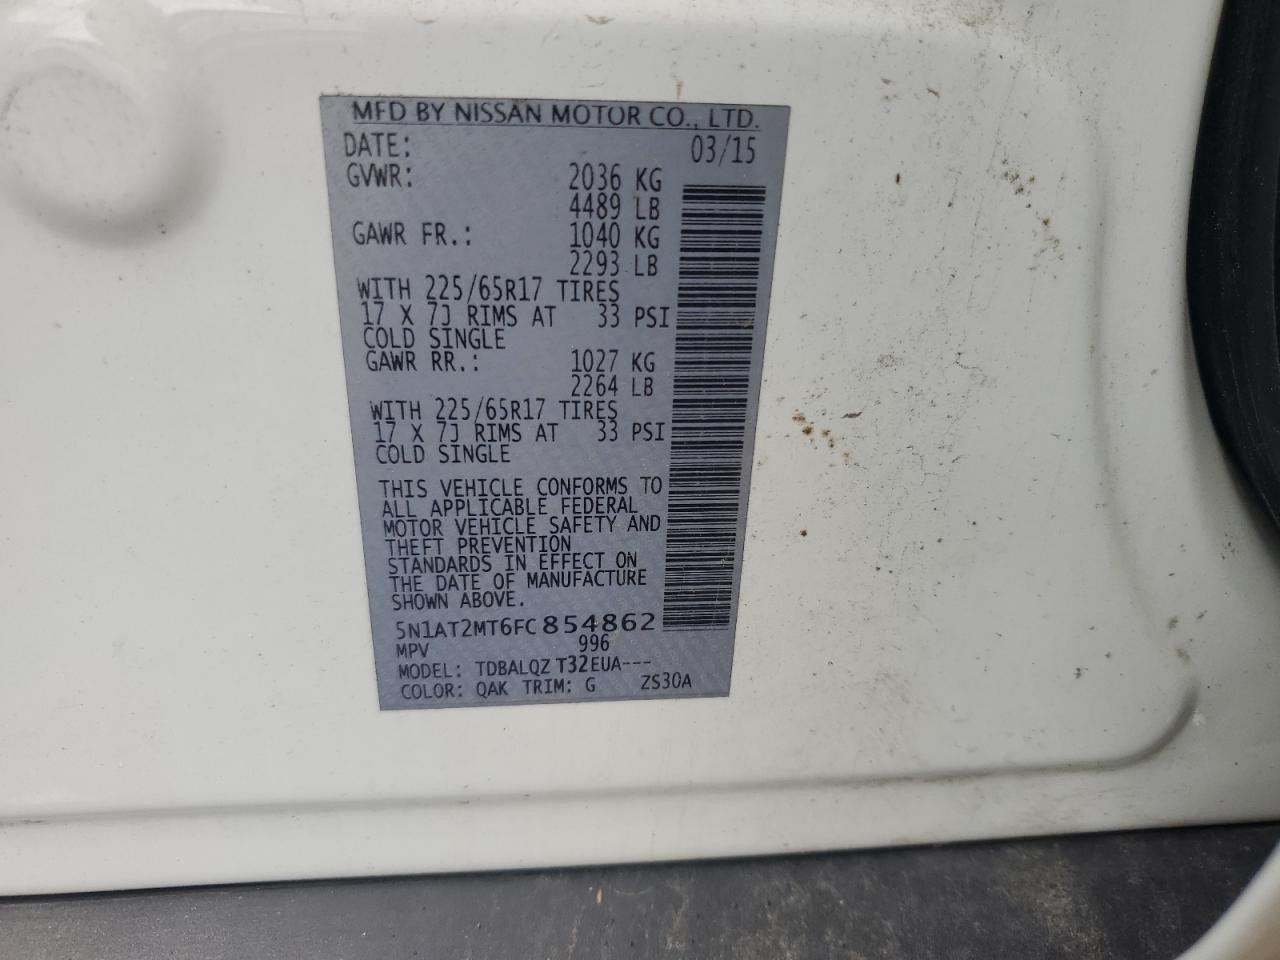 MFD BY NISSAN MOTOR CO., LTD.
DATE: 03/15
GVWR: 2036 KG
4489 LB
GAWR FR.: 1040 KG
2293 LB
WITH 225/65R17 TIRES
17 X 7J RIMS AT 33 PSI
COLD SINGLE
GAWR RR.: 1027 KG
2264 LB
WITH 225/65R17 TIRES
17 X 7J RIMS AT 33 PSI
COLD SINGLE
THIS VEHICLE CONFORMS TO
ALL APPLICABLE FEDERAL
MOTOR VEHICLE SAFETY AND
THEFT PREVENTION
STANDARDS IN EFFECT ON
THE DATE OF MANUFACTURE
SHOWN ABOVE.
5N1AT2MT6FC854862
MPV 996
MODEL: TDBALQZ T32EUA---
COLOR: QAK TRIM: G ZS30A